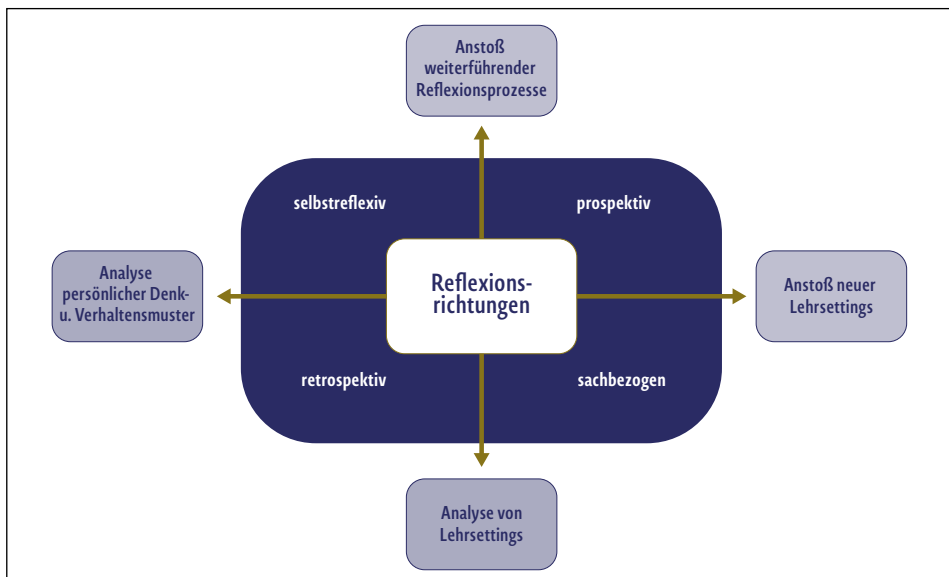 Anstoß
weiterführender
Reflexionsprozesse
selbstreflexiv
prospektiv
Analyse
persönlicher Denk-
u. Verhaltensmuster
Reflexions-
richtungen
Anstoß neuer
Lehrsettings
retrospektiv
sachbezogen
Analyse von
Lehrsettings